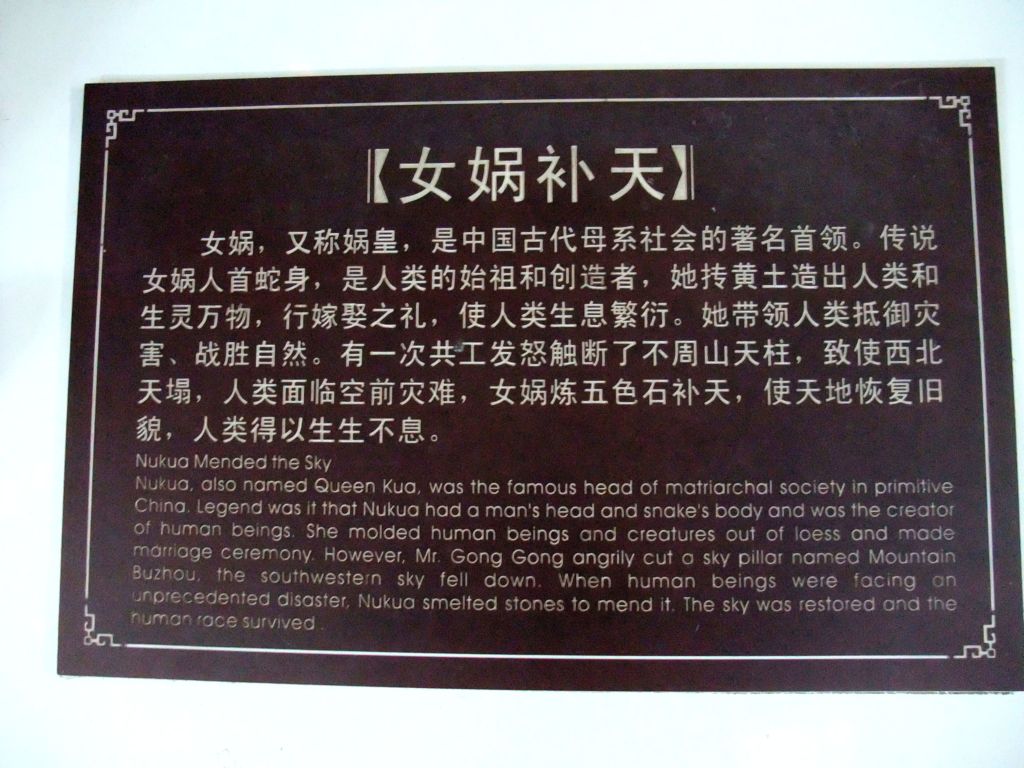 【女娲补天】
女娲，又称娲皇，是中国古代母系社会的著名首领。传说
女娲人首蛇身，是人类的始祖和创造者，她抟黄土造出人类和
生灵万物，行嫁娶之礼，使人类生息繁衍。她带领人类抵御灾
害、战胜自然。有一次共工发怒触断了不周山天柱，致使西北
天塌，人类面临空前灾难，女娲炼五色石补天，使天地恢复旧
貌，人类得以生生不息。
Nukua Mended the Sky
Nukua, also named Queen Kua, was the famous head of matriarchal society in primitive
China. Legend was it that Nukua had a man's head and snake's body and was the creator
of human beings. She molded human beings and creatures out of loess and made
marriage ceremony. However, Mr. Gong Gong angrily cut a sky pillar named Mountain
Buzhou, the southwestern sky fell down. When human beings were facing an
unprecedented disaster, Nukua smelted stones to mend it. The sky was restored and the
human race survived.